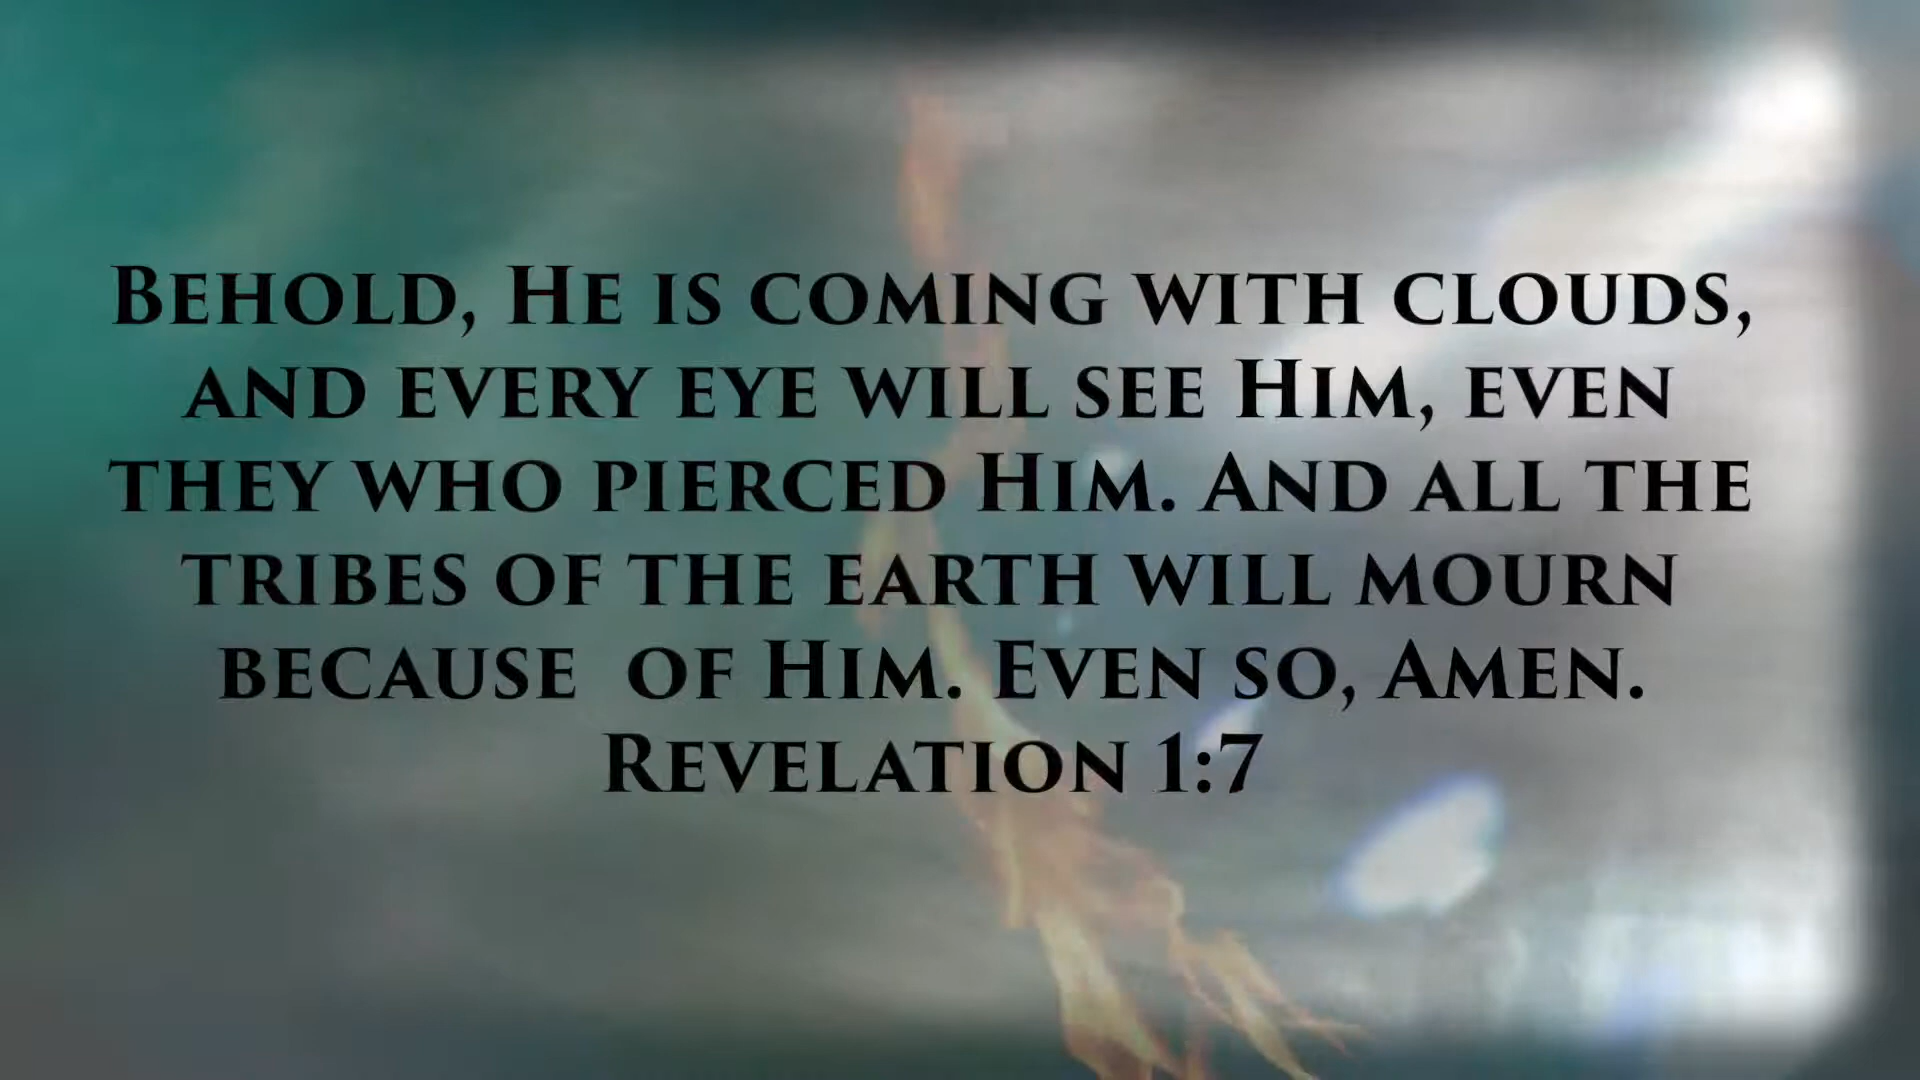 Behold, He is coming with clouds,
and every eye will see Him, even
they who pierced Him. And all the
tribes of the earth will mourn
because  of Him. Even so, Amen.
Revelation 1:7